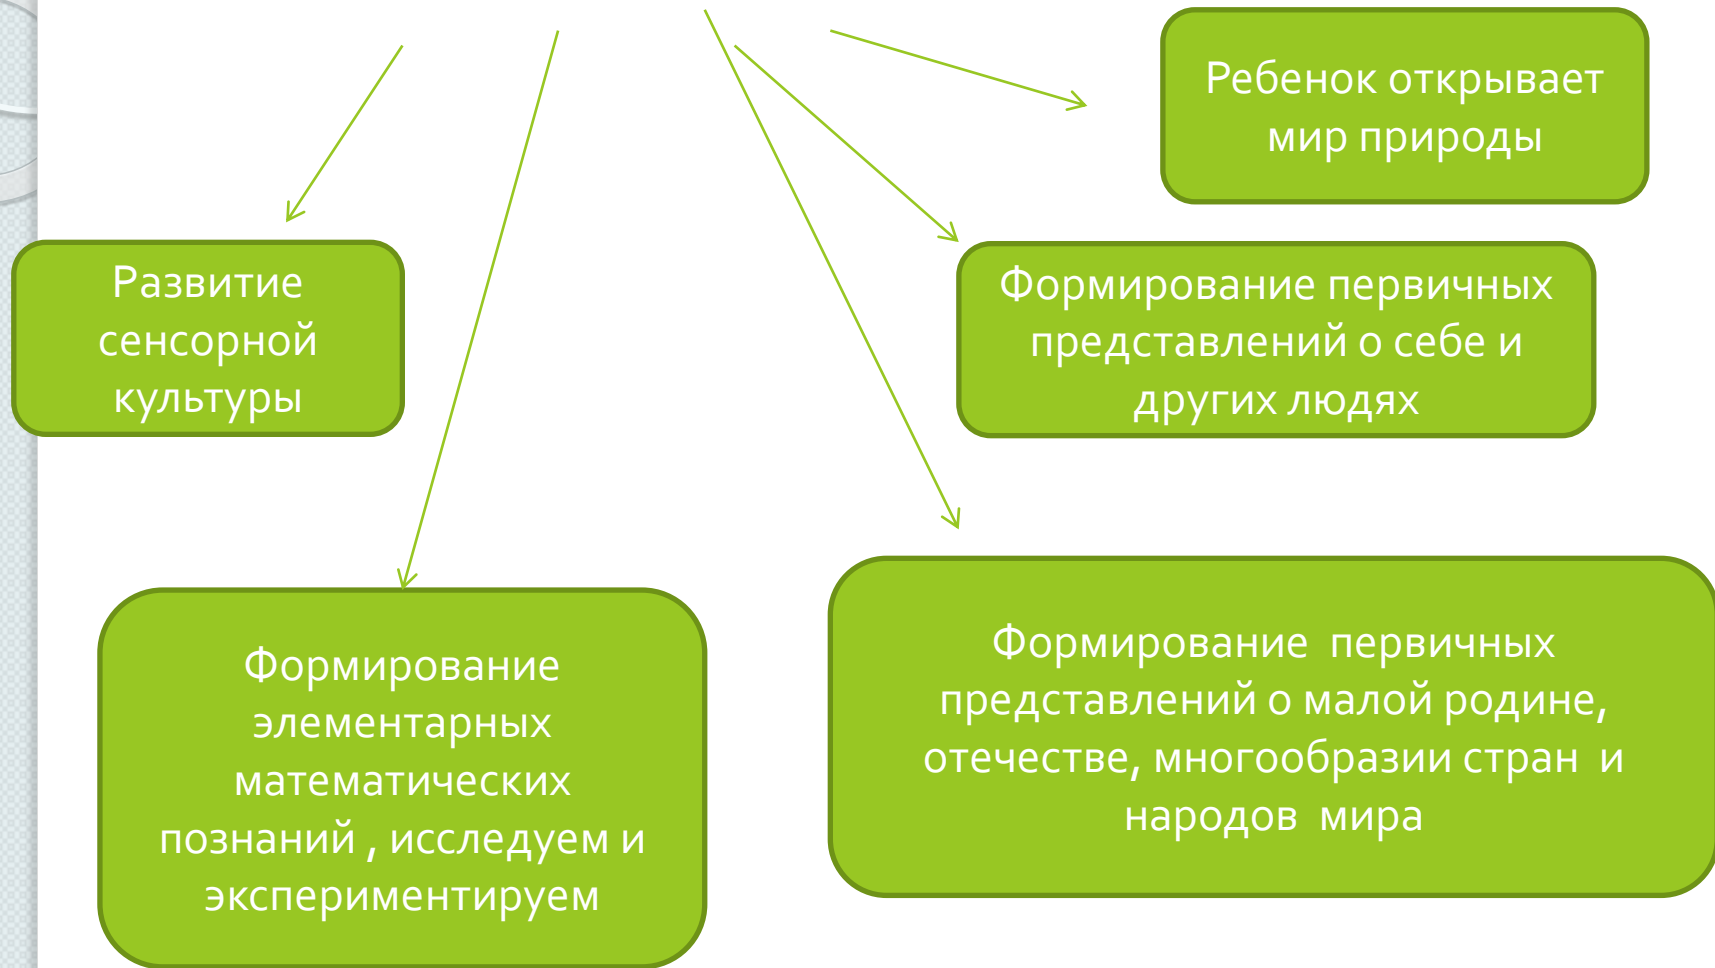 Ребенок открывает
мир природы
Развитие
сенсорной
культуры
Формирование первичных
представлений о себе и
других людях
Формирование
элементарных
математических
познаний , исследуем и
экспериментируем
Формирование  первичных
представлений о малой родине,
отечестве, многообразии стран  и
народов  мира